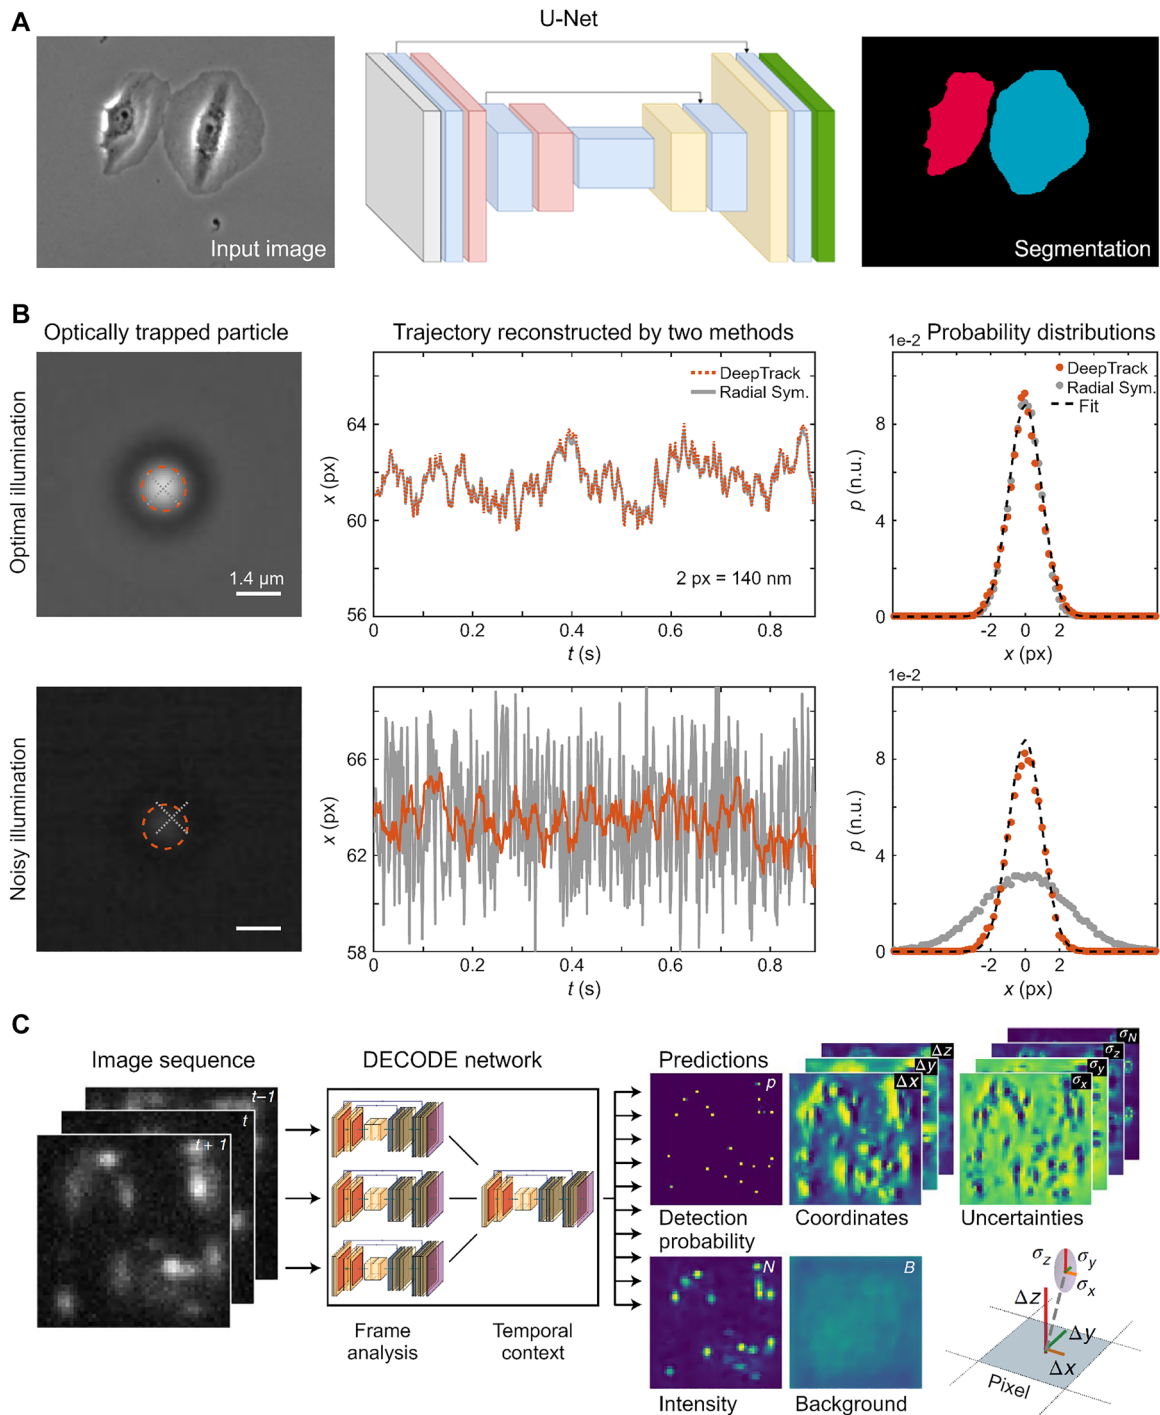 A
U-Net
Input image
Segmentation
B
Optically trapped particle
Trajectory reconstructed by two methods
Probability distributions
Optimal illumination
1.4 μm
DeepTrack
Radial Sym.
2 px = 140 nm
x (px)
64
60
56
0
0.2
0.4
0.6
0.8
t (s)
1e-2
DeepTrack
Radial Sym.
Fit
p (n.u.)
8
4
0
-2
0
2
x (px)
Noisy illumination
x (px)
66
62
58
0
0.2
0.4
0.6
0.8
t (s)
1e-2
p (n.u.)
8
4
0
-2
0
2
x (px)
C
Image sequence
t−1
t
t + 1
DECODE network
Frame
analysis
Temporal
context
Predictions
p
Detection
probability
Δz
Δy
Δx
Coordinates
σN
σz
σy
σx
Uncertainties
N
Intensity
B
Background
σz
σy
σx
Δz
Δy
Δx
Pixel